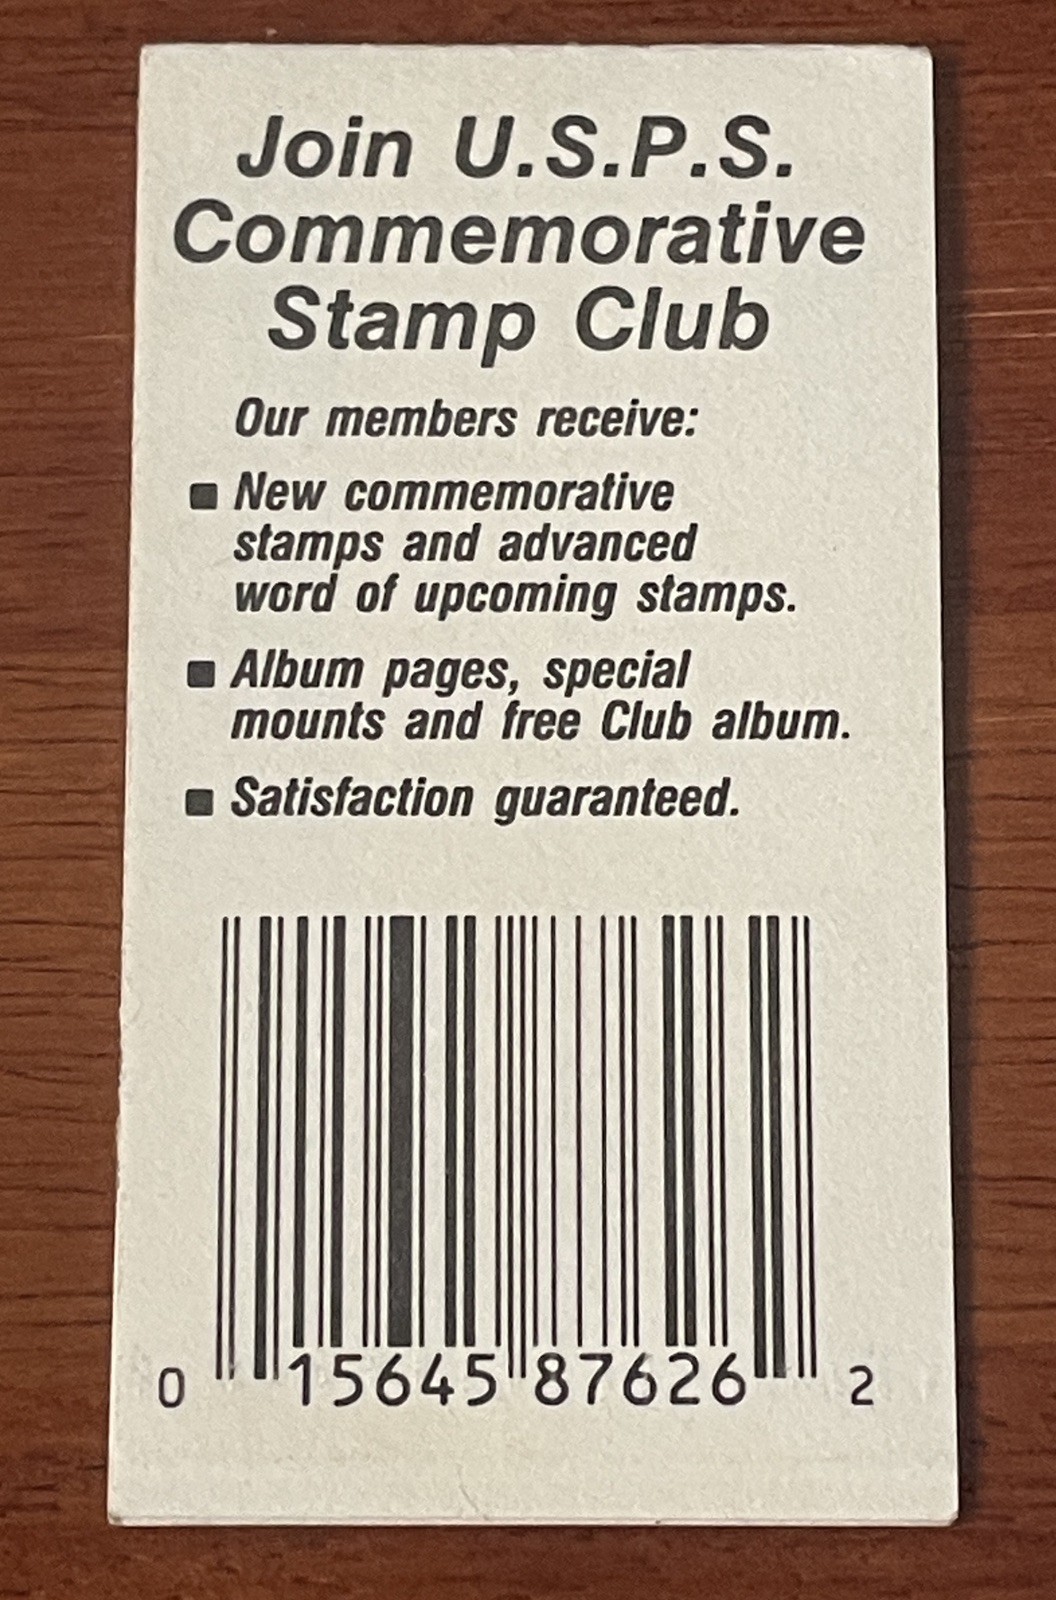 Join U.S.P.S.
Commemorative
Stamp Club
Our members receive:
■ New commemorative
stamps and advanced
word of upcoming stamps.
■ Album pages, special
mounts and free Club album.
■ Satisfaction guaranteed.
0 15645 87626 2